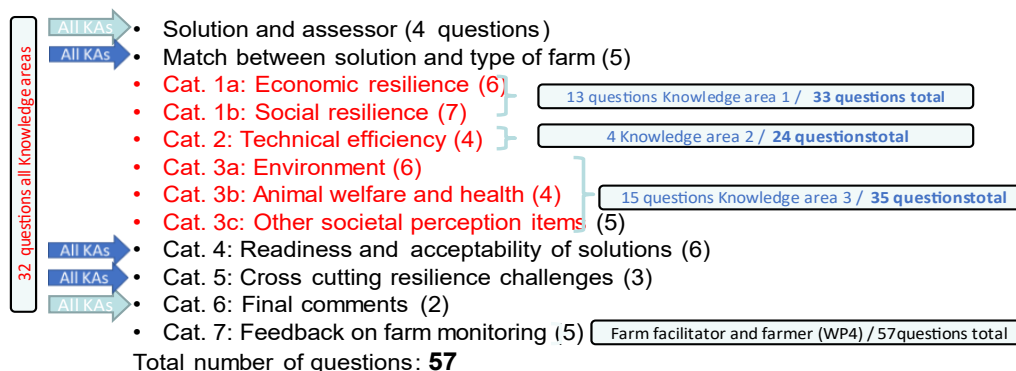 32 questions all Knowledge areas
All KAs • Solution and assessor (4 questions)
All KAs • Match between solution and type of farm (5)
• Cat. 1a: Economic resilience (6)
• Cat. 1b: Social resilience (7)
13 questions Knowledge area 1 / 33 questions total
• Cat. 2: Technical efficiency (4)
4 Knowledge area 2 / 24 questionstotal
• Cat. 3a: Environment (6)
• Cat. 3b: Animal welfare and health (4)
15 questions Knowledge area 3 / 35 questionstotal
• Cat. 3c: Other societal perception items (5)
All KAs • Cat. 4: Readiness and acceptability of solutions (6)
All KAs • Cat. 5: Cross cutting resilience challenges (3)
All KAs • Cat. 6: Final comments (2)
• Cat. 7: Feedback on farm monitoring (5) Farm facilitator and farmer (WP4) / 57questions total
Total number of questions: 57